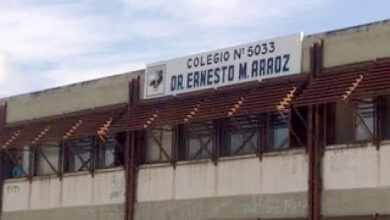 COLEGIO Nº 5033
DR. ERNESTO M. ARAOZ